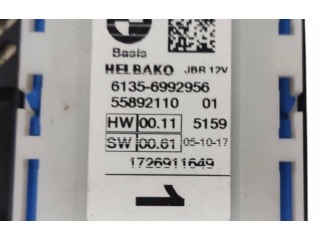 Basis
HELBAKO JBR 12V
6135-6992956
55892110 01
HW 00.11 5159
SW 00.61 05-10-17
1726911649
1